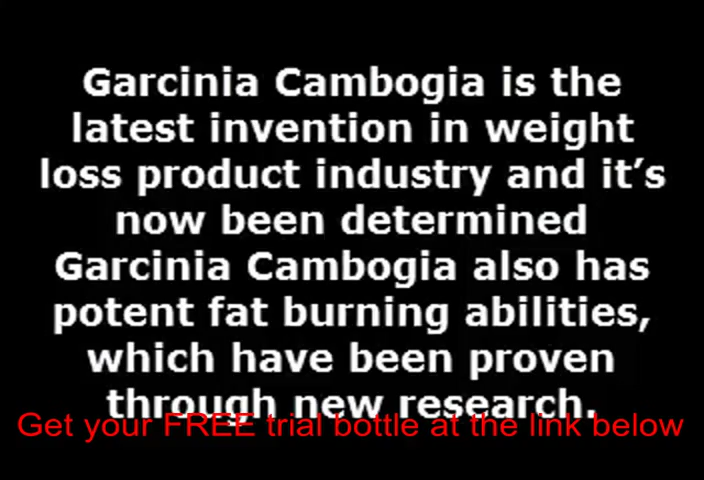 Garcinia Cambogia is the
latest invention in weight
loss product industry and it’s
now been determined
Garcinia Cambogia also has
potent fat burning abilities,
which have been proven
through new research.
Get your FREE trial bottle at the link below